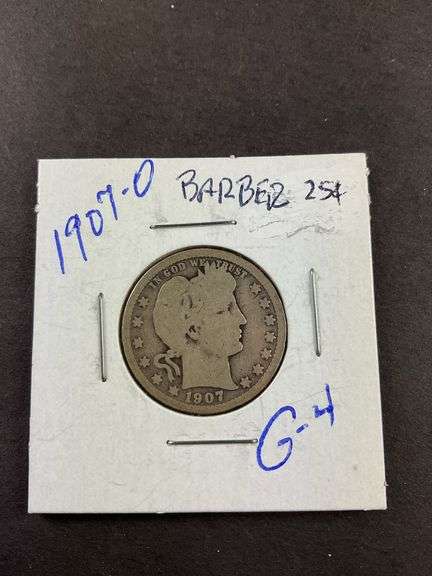 1907-O
BARBER 25¢
IN GOD WE TRUST
1907
G-4